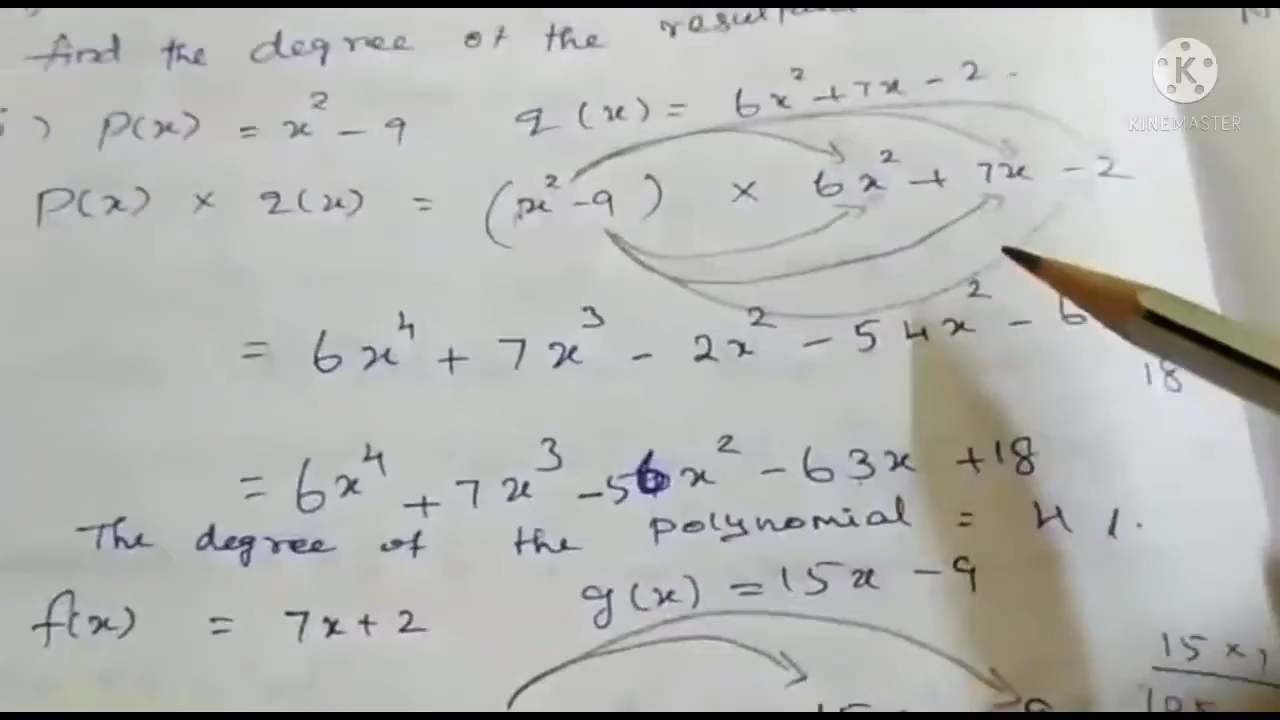 find the degree of the
K
KINEMASTER
i) P(x) = x² - 9 q(x) = 6x² + 7x - 2.
P(x) × q(x) = (x² - 9) × 6x² + 7x - 2
= 6x⁴ + 7x³ - 2x² - 54x² - 6
18
= 6x⁴ + 7x³ - 56x² - 63x + 18
The degree of the polynomial = 4
f(x) = 7x + 2 g(x) = 15x - 9
15 ×